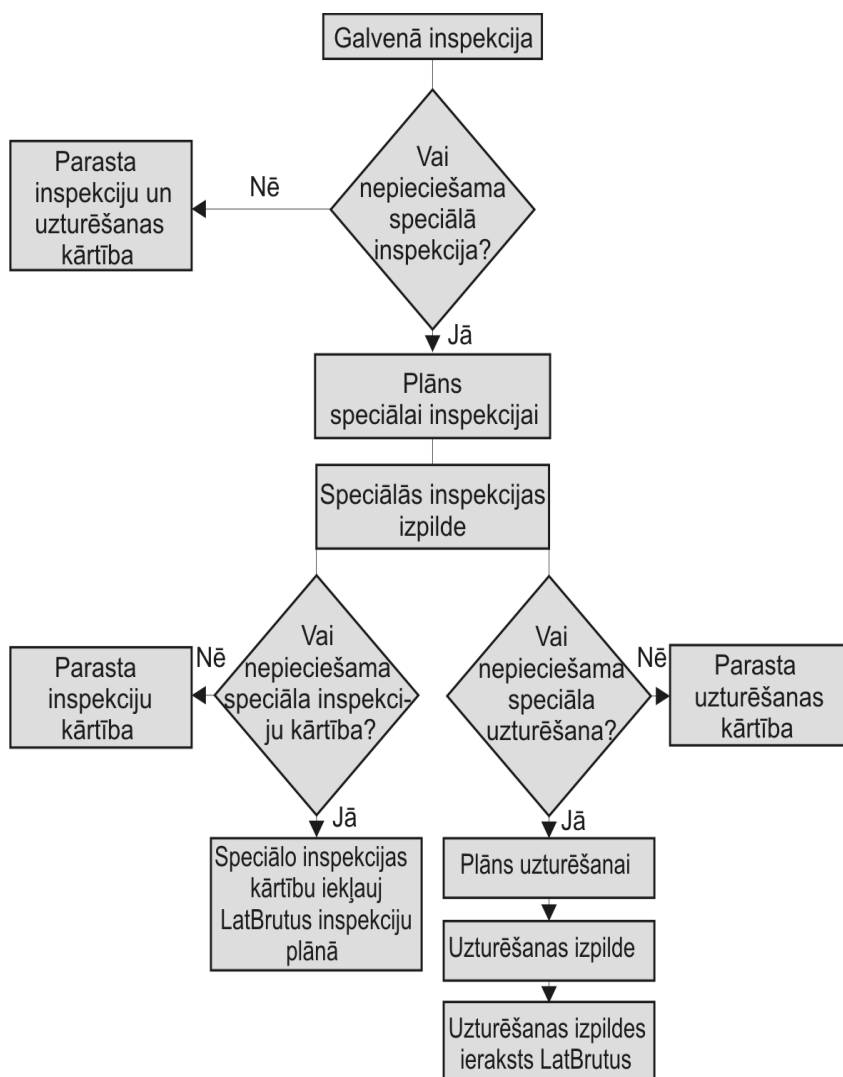 Galvenā inspekcija
Vai
nepieciešama
speciālā
inspekcija?
Nē
Parasta
inspekciju un
uzturēšanas
kārtība
Jā
Plāns
speciālai inspekcijai
Speciālās inspekcijas
izpilde
Vai
nepieciešama
speciāla inspekc-
iju kārtība?
Nē
Parasta
inspekciju
kārtība
Jā
Speciālo inspekcijas
kārtību iekļauj
LatBrutus inspekciju
plānā
Vai
nepieciešama
speciāla
uzturēšana?
Nē
Parasta
uzturēšanas
kārtība
Jā
Plāns uzturēšanai
Uzturēšanas izpilde
Uzturēšanas izpildes
ieraksts LatBrutus